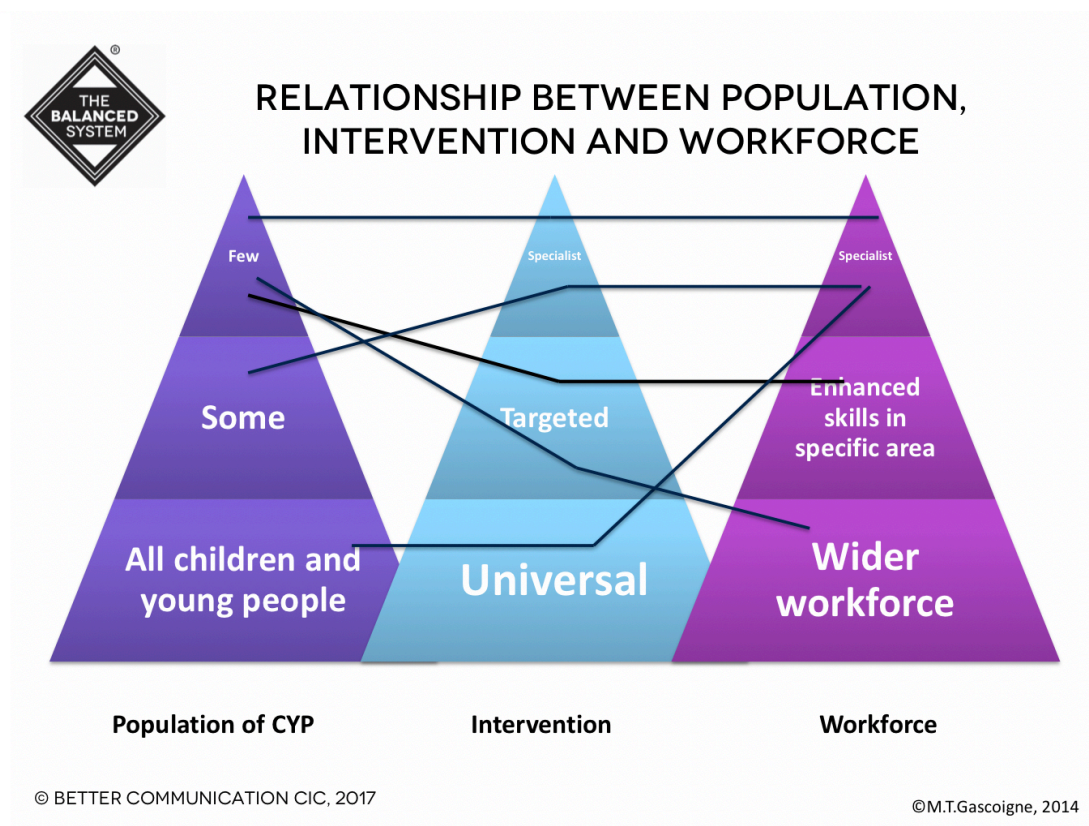 ®
THE
BALANCED
SYSTEM
RELATIONSHIP BETWEEN POPULATION,
INTERVENTION AND WORKFORCE
Few
Some
All children and
young people
Specialist
Targeted
Universal
Specialist
Enhanced
skills in
specific area
Wider
workforce
Population of CYP
Intervention
Workforce
© BETTER COMMUNICATION CIC, 2017
©M.T.Gascoigne, 2014